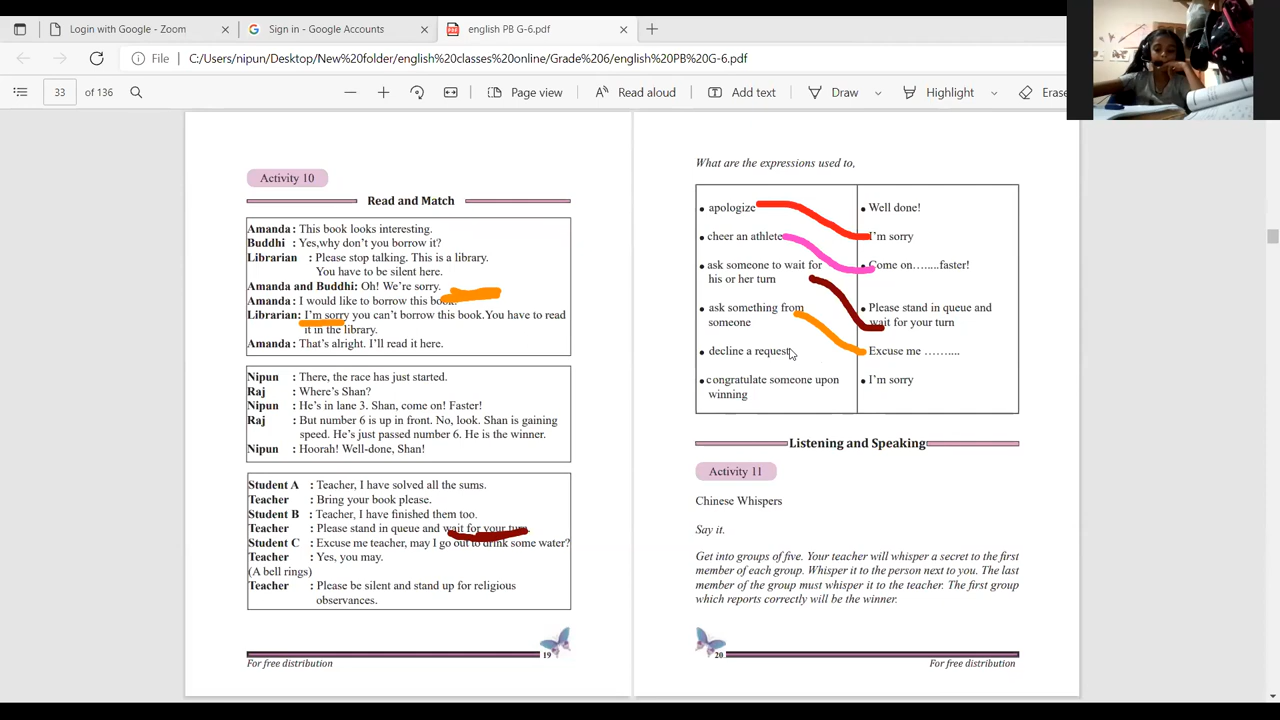 Login with Google - Zoom
Sign in - Google Accounts
english PB G-6.pdf
File
C:/Users/nipun/Desktop/New%20folder/english%20classes%20online/Grade%206/english%20PB%20G-6.pdf
33 of 136
Page view
Read aloud
Add text
Draw
Highlight
Erase
Activity 10
Read and Match
Amanda : This book looks interesting.
Buddhi : Yes,why don't you borrow it?
Librarian : Please stop talking. This is a library.
You have to be silent here.
Amanda and Buddhi: Oh! We're sorry.
Amanda: I would like to borrow this book.
Librarian: I'm sorry you can't borrow this book.You have to read
it in the library.
Amanda: That's alright. I'll read it here.
Nipun : There, the race has just started.
Raj : Where's Shan?
Nipun : He's in lane 3. Shan, come on! Faster!
Raj : But number 6 is up in front. No, look. Shan is gaining
speed. He's just passed number 6. He is the winner.
Nipun : Hoorah! Well-done, Shan!
Student A : Teacher, I have solved all the sums.
Teacher : Bring your book please.
Student B : Teacher, I have finished them too.
Teacher : Please stand in queue and wait for your turn.
Student C : Excuse me teacher, may I go out to drink some water?
Teacher : Yes, you may.
(A bell rings)
Teacher : Please be silent and stand up for religious
observances.
19
For free distribution
What are the expressions used to,
• apologize
• cheer an athlete
• ask someone to wait for
his or her turn
• ask something from
someone
• decline a request
• congratulate someone upon
winning
• Well done!
• I'm sorry
• Come on…....faster!
• Please stand in queue and
wait for your turn
• Excuse me ……....
• I'm sorry
Listening and Speaking
Activity 11
Chinese Whispers
Say it.
Get into groups of five. Your teacher will whisper a secret to the first
member of each group. Whisper it to the person next to you. The last
member of the group must whisper it to the teacher. The first group
which reports correctly will be the winner.
20
For free distribution